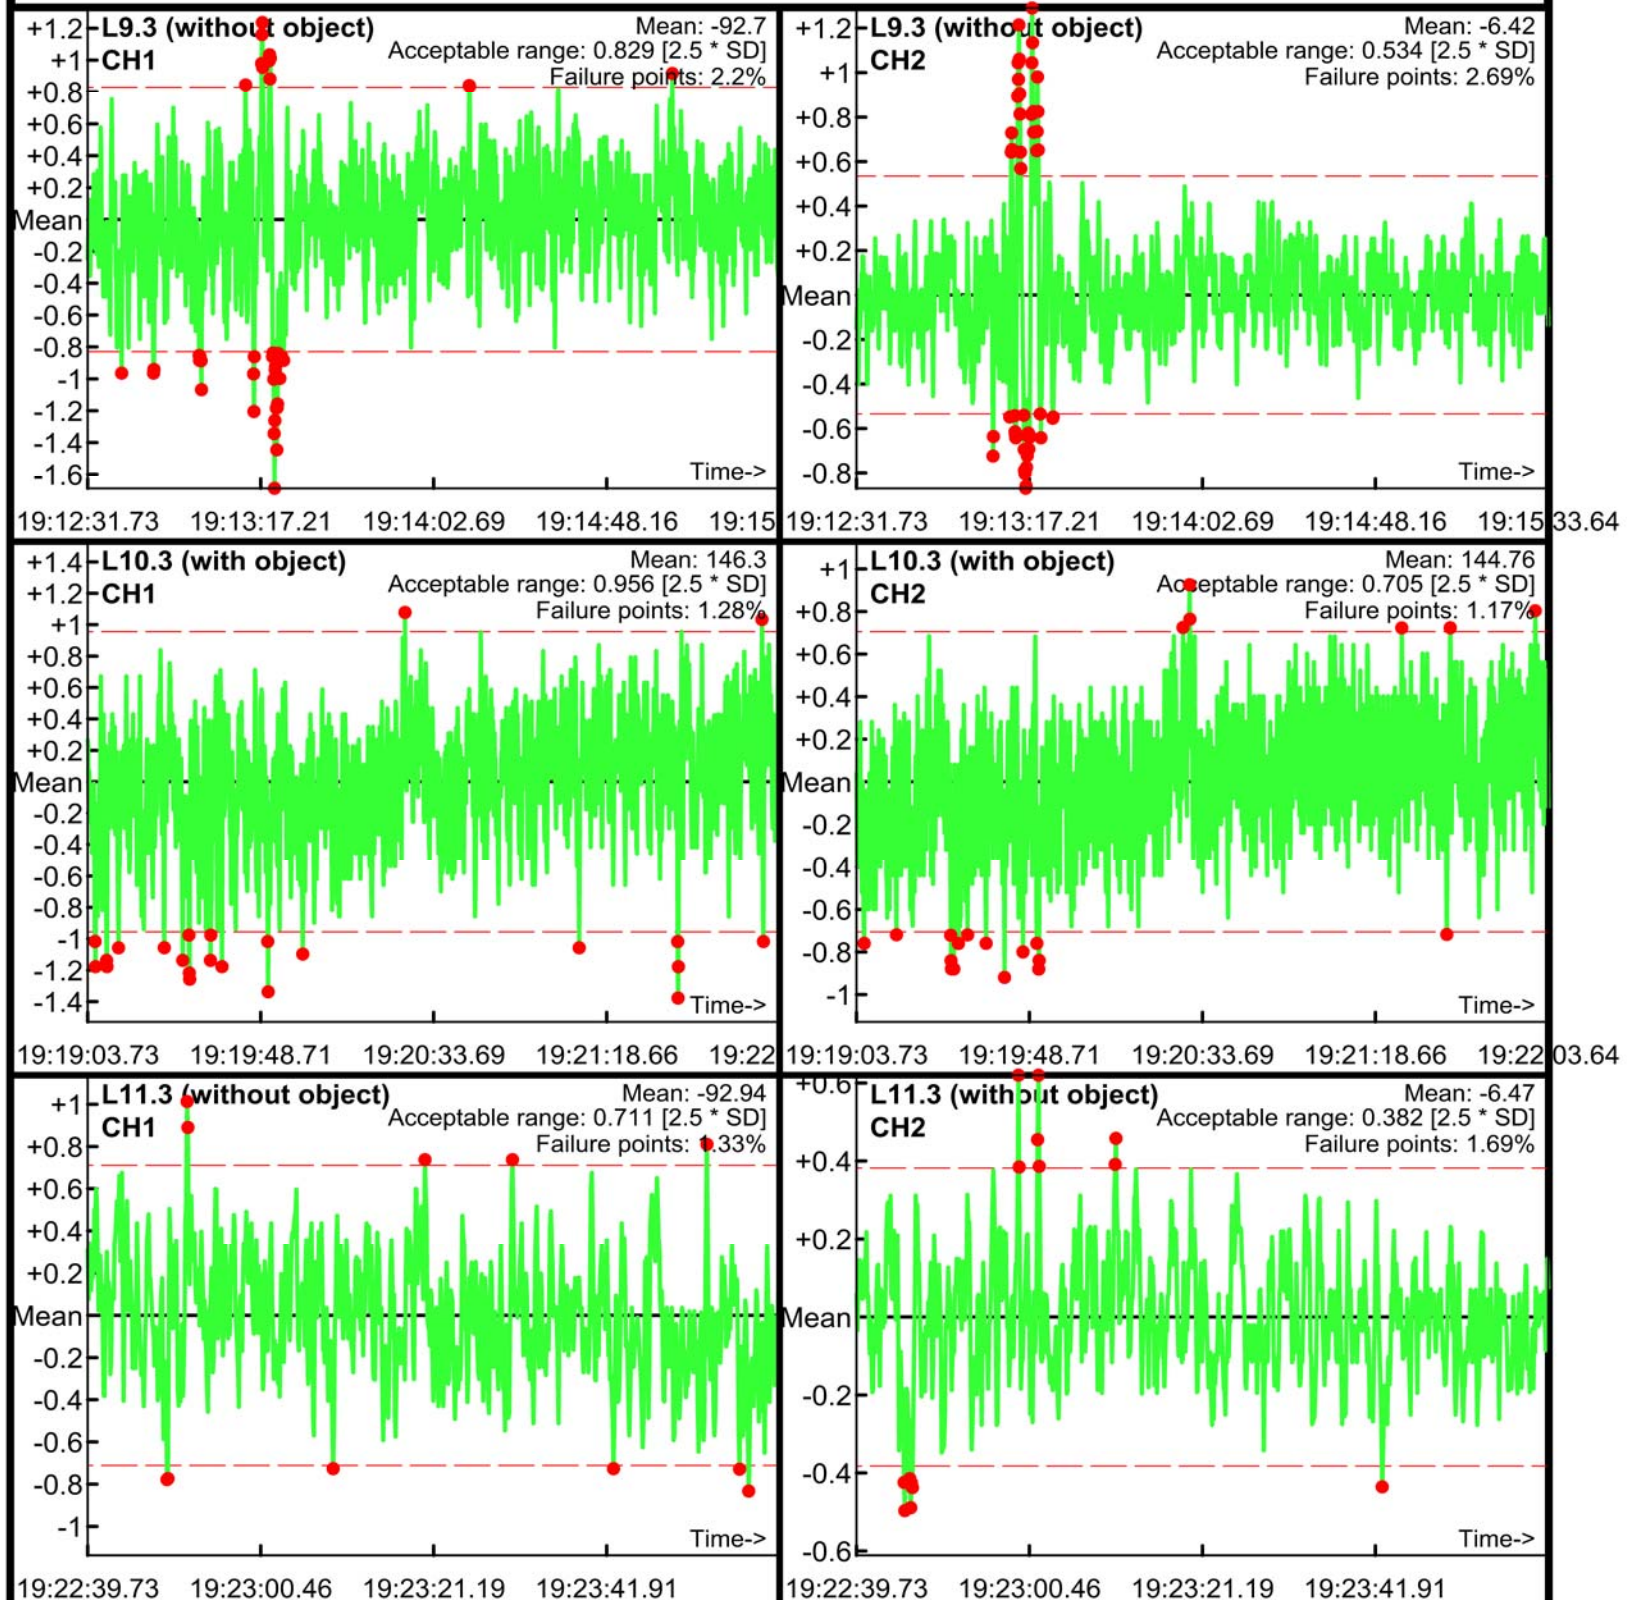 L9.3 (without object)
CH1
Mean: -92.7
Acceptable range: 0.829 [2.5 * SD]
Failure points: 2.2%
+1.2
+1
+0.8
+0.6
+0.4
+0.2
Mean
-0.2
-0.4
-0.6
-0.8
-1
-1.2
-1.4
-1.6
Time->
19:12:31.73 19:13:17.21 19:14:02.69 19:14:48.16 19:15
L9.3 (without object)
CH2
Mean: -6.42
Acceptable range: 0.534 [2.5 * SD]
Failure points: 2.69%
+1.2
+1
+0.8
+0.6
+0.4
+0.2
Mean
-0.2
-0.4
-0.6
-0.8
Time->
19:12:31.73 19:13:17.21 19:14:02.69 19:14:48.16 19:15:33.64
L10.3 (with object)
CH1
Mean: 146.3
Acceptable range: 0.956 [2.5 * SD]
Failure points: 1.28%
+1.4
+1.2
+1
+0.8
+0.6
+0.4
+0.2
Mean
-0.2
-0.4
-0.6
-0.8
-1
-1.2
-1.4
Time->
19:19:03.73 19:19:48.71 19:20:33.69 19:21:18.66 19:22
L10.3 (with object)
CH2
Mean: 144.76
Acceptable range: 0.705 [2.5 * SD]
Failure points: 1.17%
+1
+0.8
+0.6
+0.4
+0.2
Mean
-0.2
-0.4
-0.6
-0.8
-1
Time->
19:19:03.73 19:19:48.71 19:20:33.69 19:21:18.66 19:22:03.64
L11.3 (without object)
CH1
Mean: -92.94
Acceptable range: 0.711 [2.5 * SD]
Failure points: 1.33%
+1
+0.8
+0.6
+0.4
+0.2
Mean
-0.2
-0.4
-0.6
-0.8
-1
Time->
19:22:39.73 19:23:00.46 19:23:21.19 19:23:41.91
L11.3 (without object)
CH2
Mean: -6.47
Acceptable range: 0.382 [2.5 * SD]
Failure points: 1.69%
+0.6
+0.4
+0.2
Mean
-0.2
-0.4
-0.6
Time->
19:22:39.73 19:23:00.46 19:23:21.19 19:23:41.91